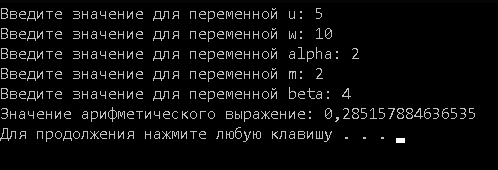 Введите значение для переменной u: 5
Введите значение для переменной w: 10
Введите значение для переменной alpha: 2
Введите значение для переменной m: 2
Введите значение для переменной beta: 4
Значение арифметического выражение: 0,285157884636535
Для продолжения нажмите любую клавишу . . .